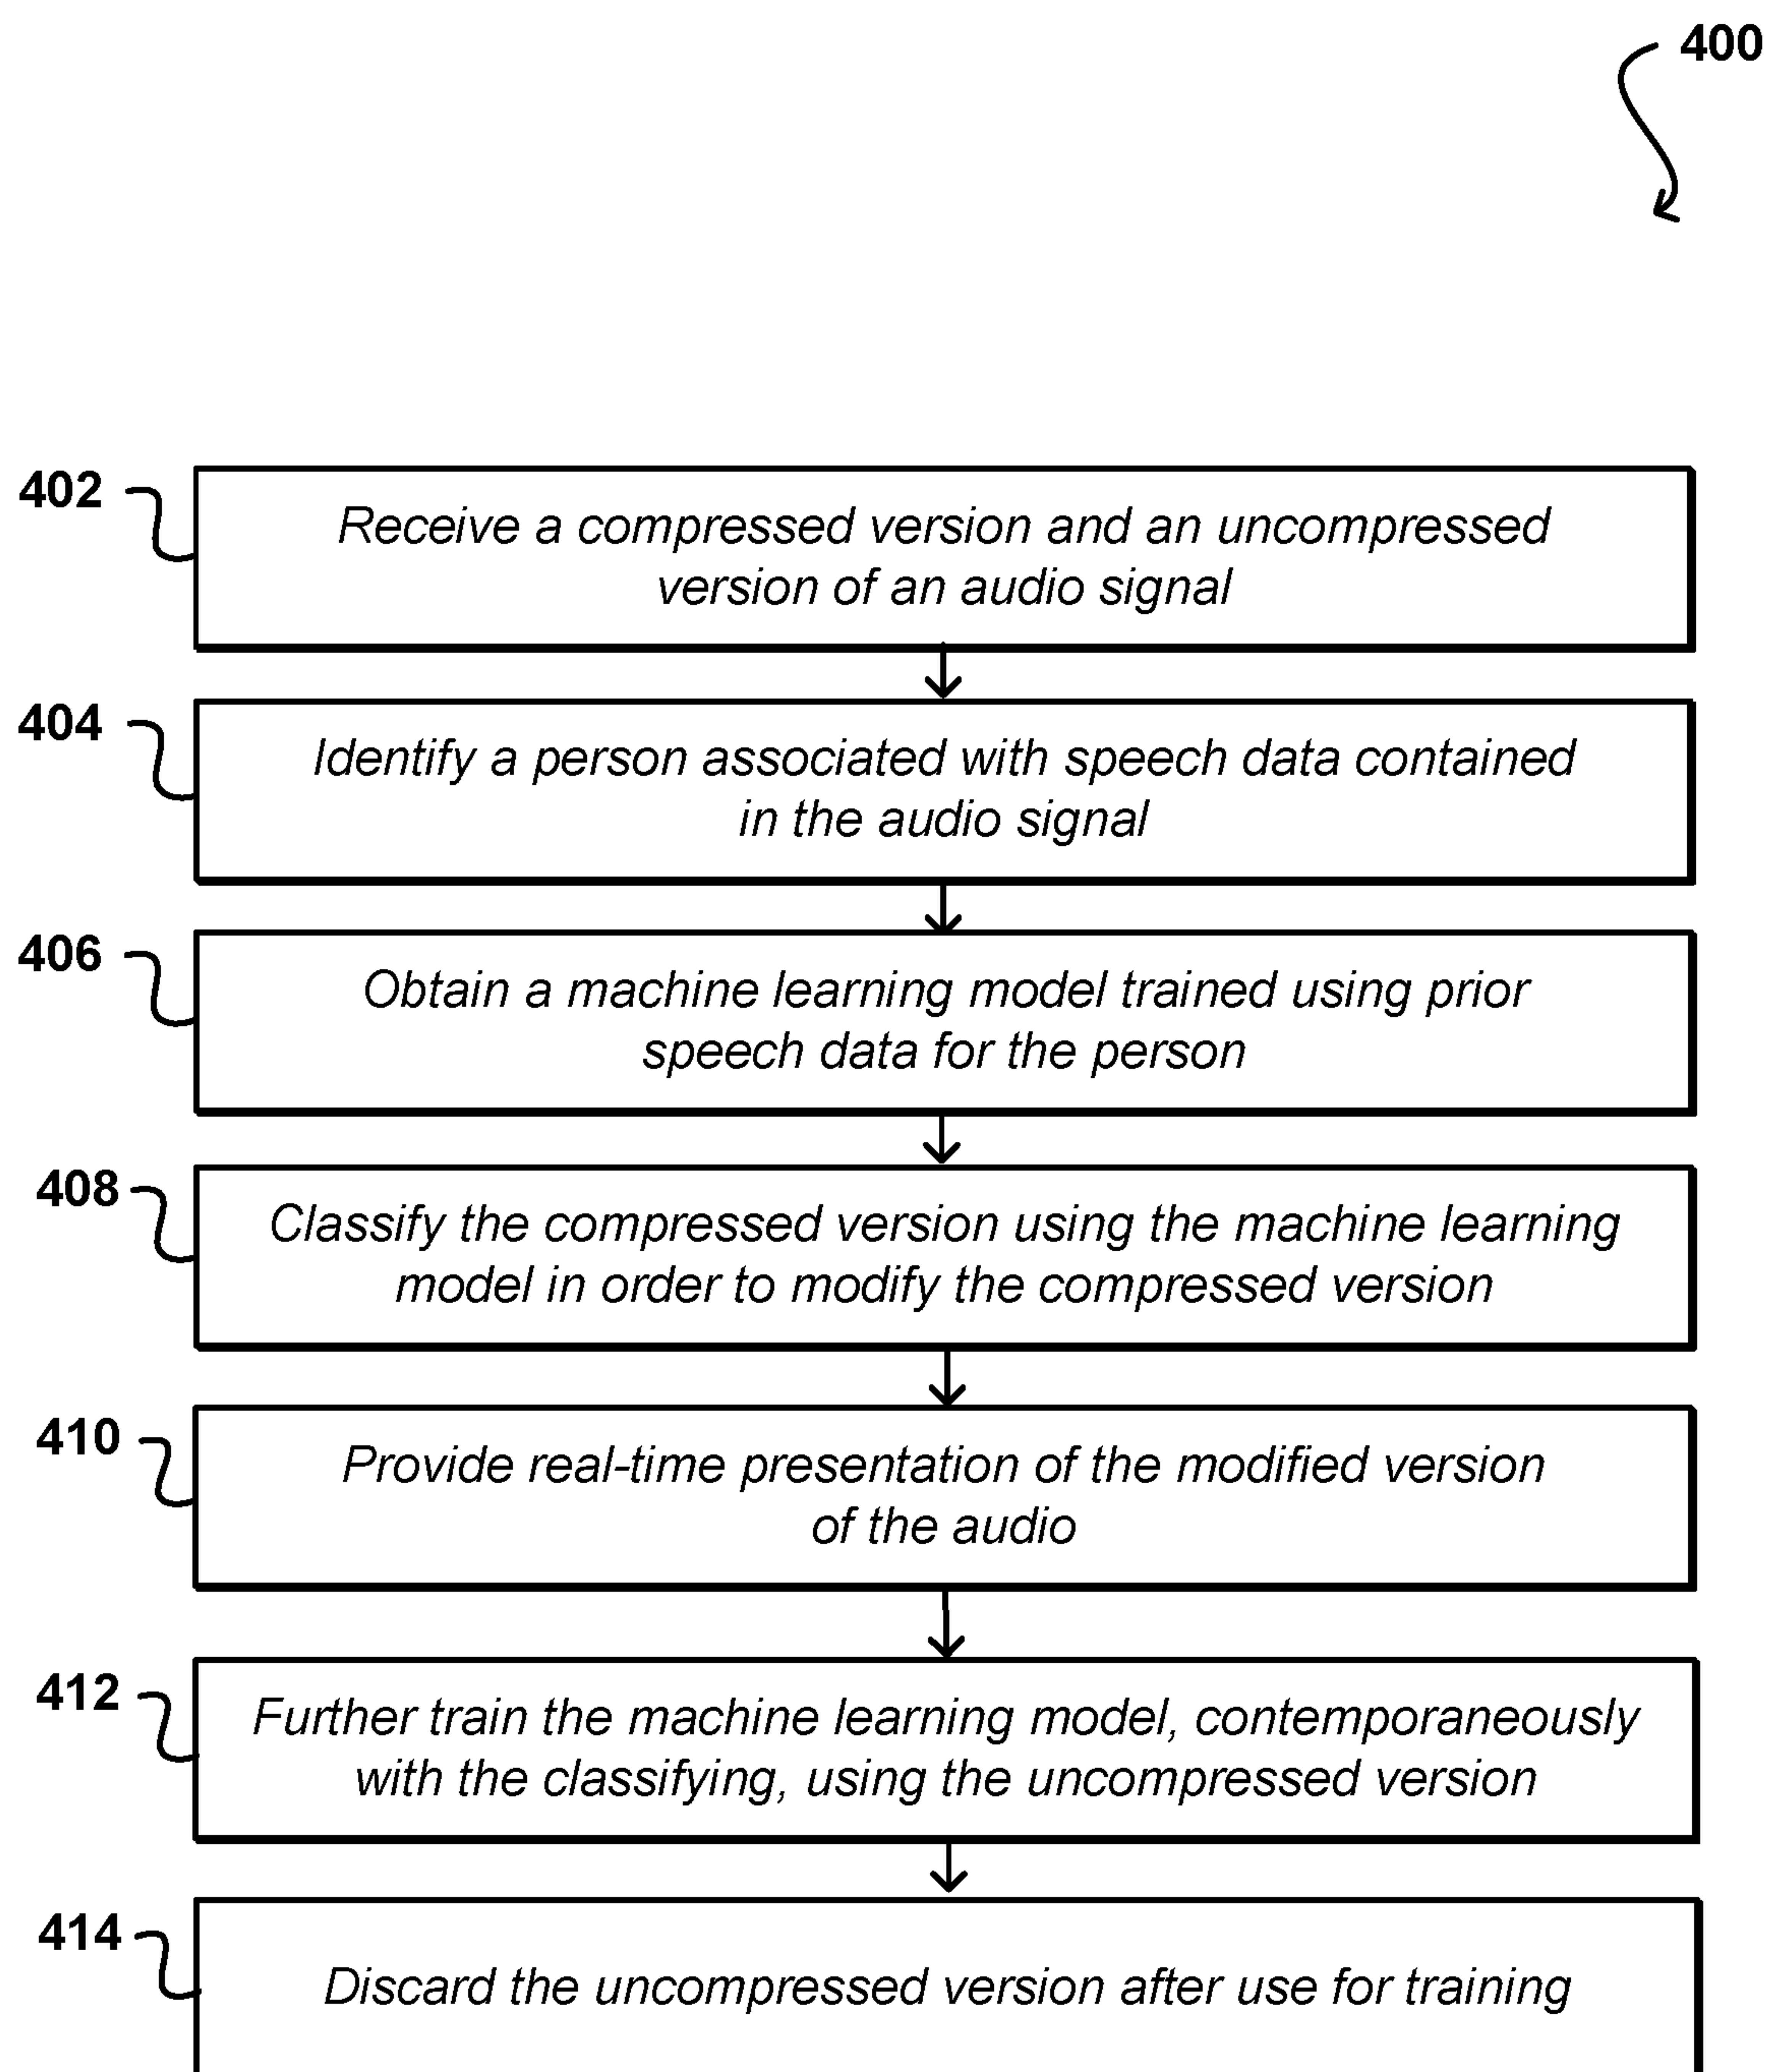 400
402
Receive a compressed version and an uncompressed
version of an audio signal
404
Identify a person associated with speech data contained
in the audio signal
406
Obtain a machine learning model trained using prior
speech data for the person
408
Classify the compressed version using the machine learning
model in order to modify the compressed version
410
Provide real-time presentation of the modified version
of the audio
412
Further train the machine learning model, contemporaneously
with the classifying, using the uncompressed version
414
Discard the uncompressed version after use for training